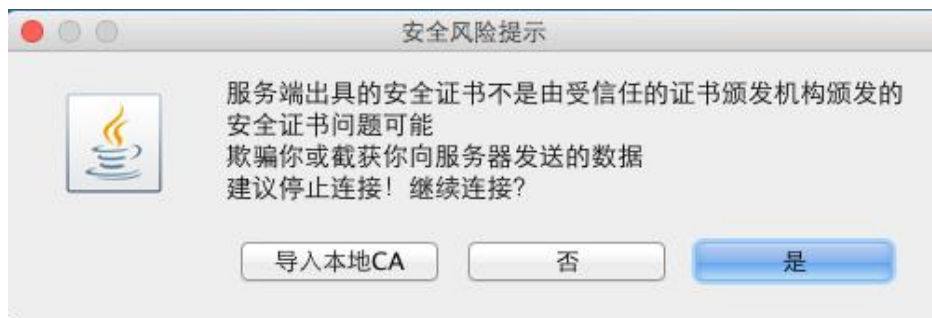 安全风险提示
服务端出具的安全证书不是由受信任的证书颁发机构颁发的
安全证书问题可能
欺骗你或截获你向服务器发送的数据
建议停止连接！继续连接？
导入本地CA 否 是